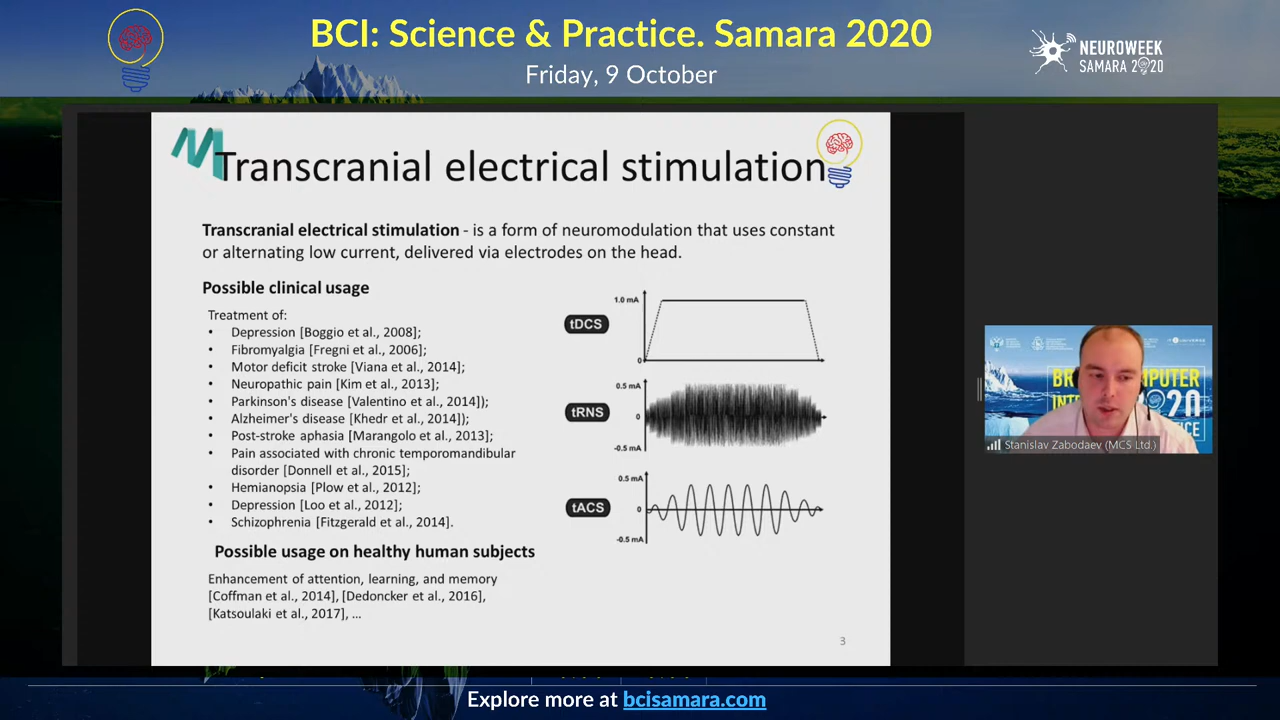 BCI: Science & Practice. Samara 2020
Friday, 9 October
NEUROWEEK
SAMARA 2020
Transcranial electrical stimulation
Transcranial electrical stimulation - is a form of neuromodulation that uses constant
or alternating low current, delivered via electrodes on the head.
Possible clinical usage
Treatment of:
• Depression [Boggio et al., 2008];
• Fibromyalgia [Fregni et al., 2006];
• Motor deficit stroke [Viana et al., 2014];
• Neuropathic pain [Kim et al., 2013];
• Parkinson's disease [Valentino et al., 2014]);
• Alzheimer's disease [Khedr et al., 2014]);
• Post-stroke aphasia [Marangolo et al., 2013];
• Pain associated with chronic temporomandibular
disorder [Donnell et al., 2015];
• Hemianopsia [Plow et al., 2012];
• Depression [Loo et al., 2012];
• Schizophrenia [Fitzgerald et al., 2014].
Possible usage on healthy human subjects
Enhancement of attention, learning, and memory
[Coffman et al., 2014], [Dedoncker et al., 2016],
[Katsoulaki et al., 2017], ...
tDCS
1.0 mA
0
tRNS
0.5 mA
0
-0.5 mA
tACS
0.5 mA
0
-0.5 mA
3
Stanislav Zabodaev (MCS Ltd.)
Explore more at bcisamara.com